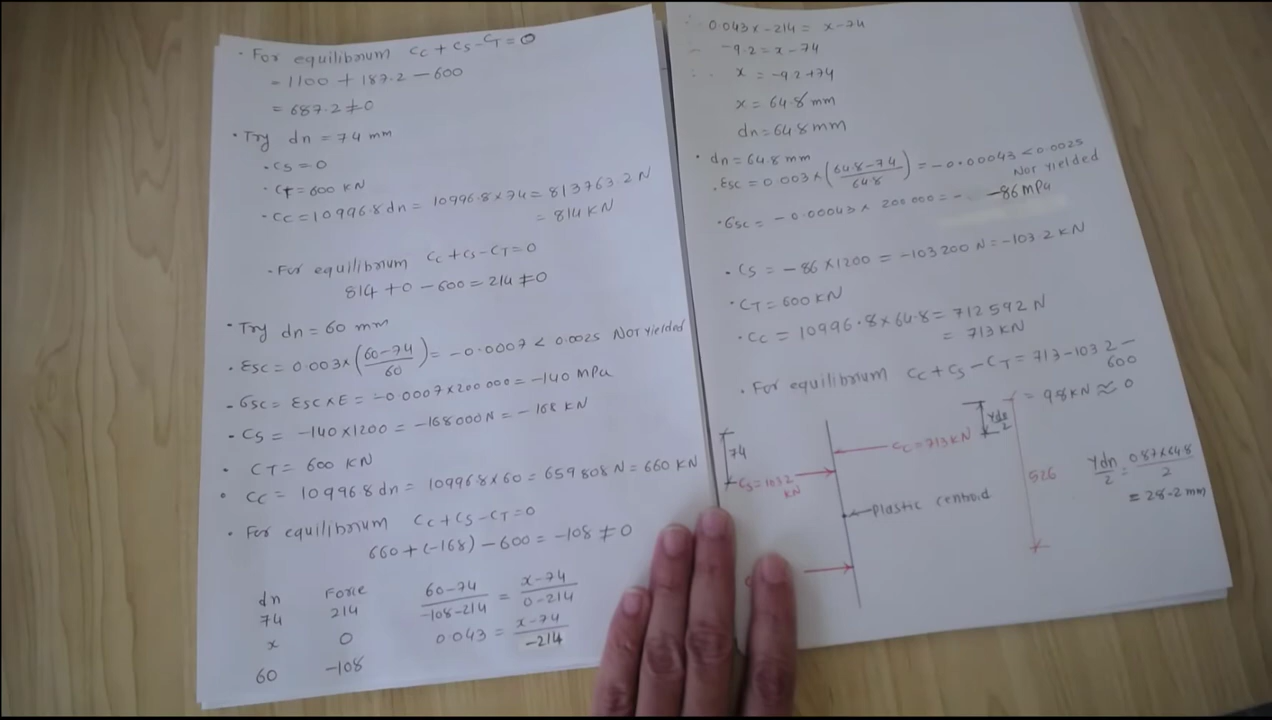 • For equilibrium Cc + Cs - CT = 0
= 1100 + 187.2 - 600
= 687.2 ≠ 0
• Try dn = 74 mm
• Cs = 0
• CT = 600 KN
• Cc = 10996.8 dn = 10996.8 × 74 = 813763.2 N
= 814 KN
• For equilibrium Cc + Cs - CT = 0
814 + 0 - 600 = 214 ≠ 0
• Try dn = 60 mm
• Esc = 0.003 × (60-74/60) = -0.0007 < 0.0025 Not yielded
• σsc = Esc × E = -0.0007 × 200 000 = -140 MPa
• Cs = -140 × 1200 = -168000 N = -168 KN
• CT = 600 KN
• Cc = 10996.8 dn = 10996.8 × 60 = 659808 N = 660 KN
• For equilibrium Cc + Cs - CT = 0
660 + (-168) - 600 = -108 ≠ 0
dn Force
74 214
x 0
60 -108
60-74/-108-214 = x-74/0-214
0.043 = x-74/-214
∴ 0.043 x -214 = x-74
-9.2 = x-74
∴ x = -9.2+74
x = 64.8 mm
dn = 64.8 mm
• dn = 64.8 mm
• Esc = 0.003 × (64.8-74/64.8) = -0.00043 < 0.0025
Not yielded
• σsc = -0.00043 × 200 000 = -86 MPa
• Cs = -86 × 1200 = -103200 N = -103.2 KN
• CT = 600 KN
• Cc = 10996.8 × 64.8 = 712592 N
= 713 KN
• For equilibrium Cc + Cs - CT = 713 - 103.2 -
600
= 9.8 KN ≈ 0
74
Cs = 103.2
KN
Cc = 713 KN
γdn/2
526
Plastic centroid
γdn/2 = 0.87×64.8/2
= 28.2 mm